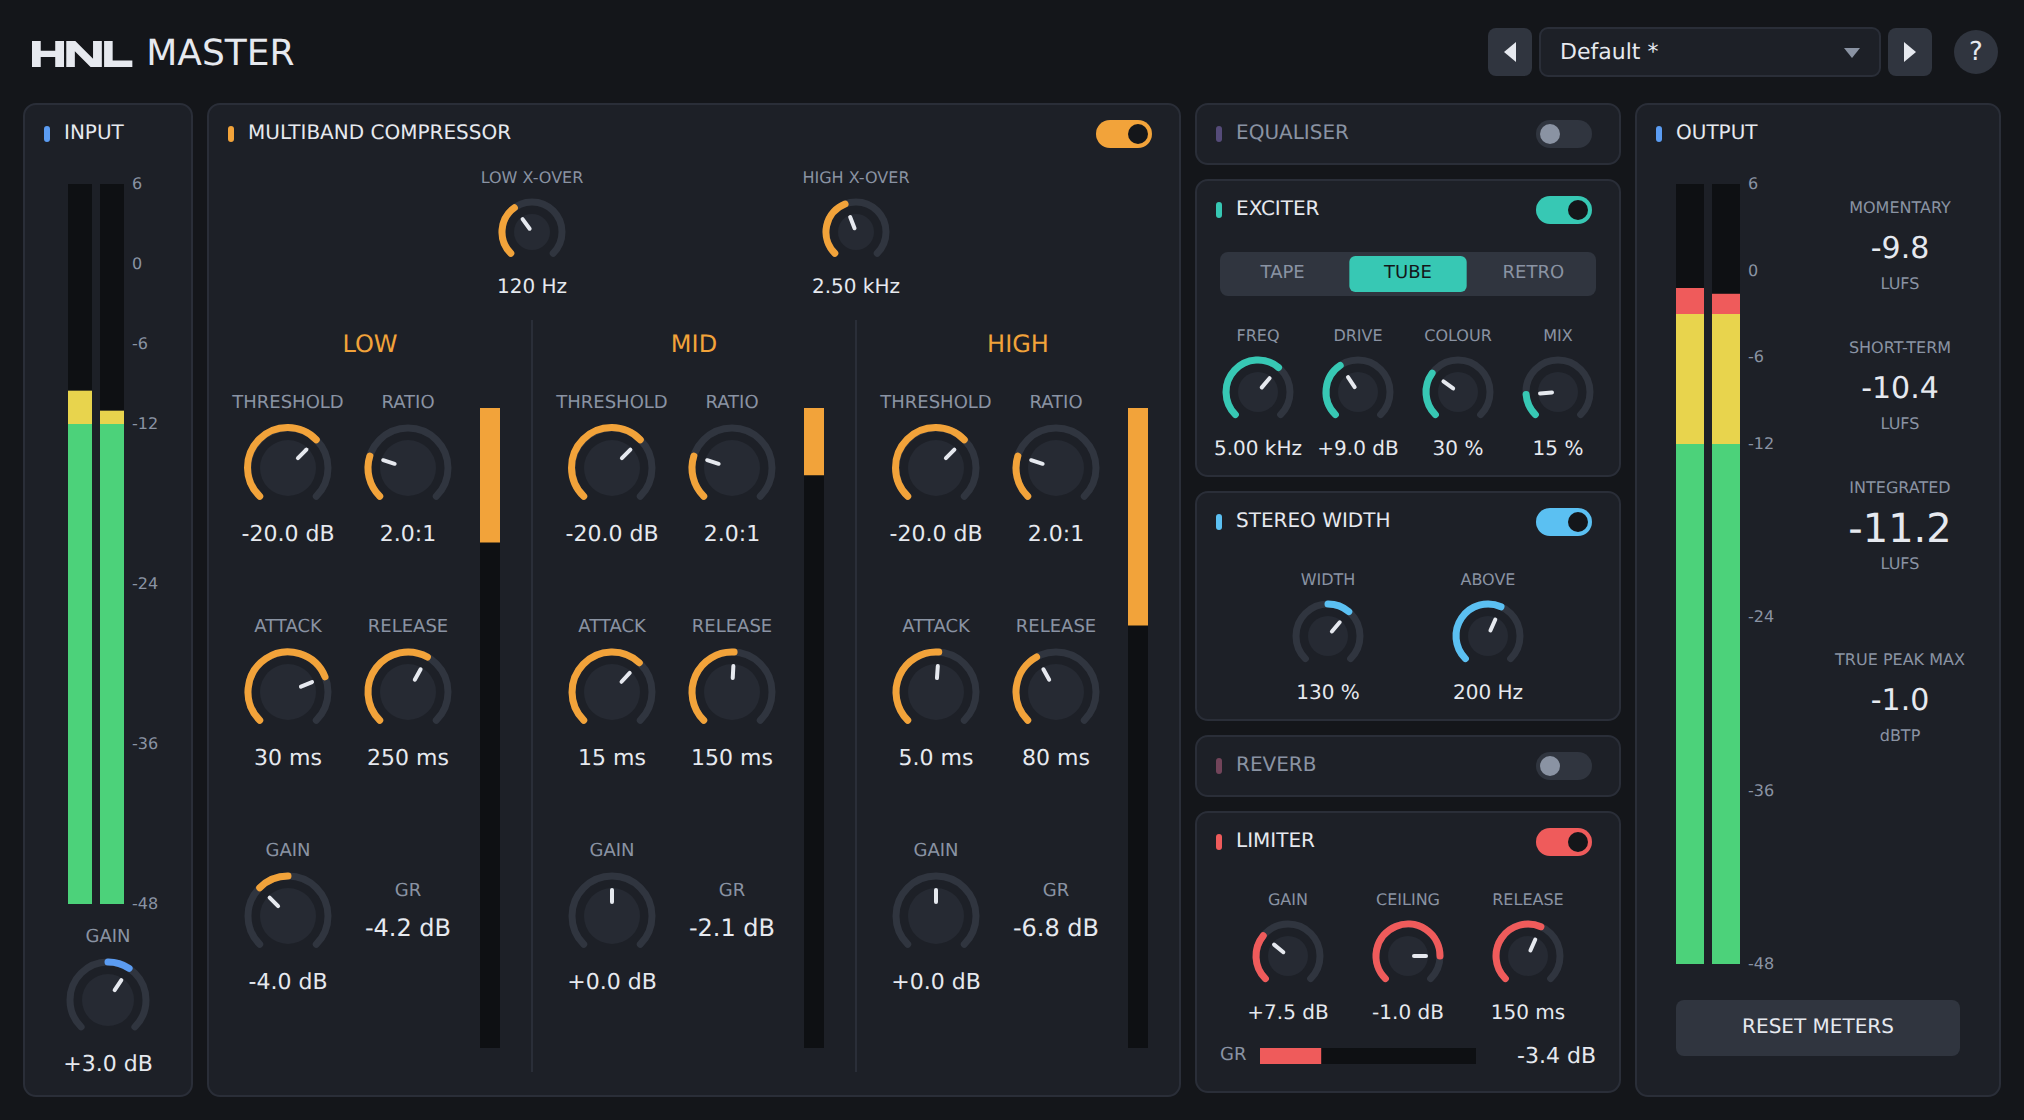 HNL MASTER
Default *
?
INPUT
6
0
-6
-12
-24
-36
-48
GAIN
+3.0 dB
MULTIBAND COMPRESSOR
LOW X-OVER
HIGH X-OVER
120 Hz
2.50 kHz
LOW
THRESHOLD RATIO
-20.0 dB 2.0:1
ATTACK RELEASE
30 ms 250 ms
GAIN
GR
-4.2 dB
-4.0 dB
MID
THRESHOLD RATIO
-20.0 dB 2.0:1
ATTACK RELEASE
15 ms 150 ms
GAIN
GR
-2.1 dB
+0.0 dB
HIGH
THRESHOLD RATIO
-20.0 dB 2.0:1
ATTACK RELEASE
5.0 ms 80 ms
GAIN
GR
-6.8 dB
+0.0 dB
EQUALISER
EXCITER
TAPE TUBE RETRO
FREQ DRIVE COLOUR MIX
5.00 kHz +9.0 dB 30 % 15 %
STEREO WIDTH
WIDTH ABOVE
130 % 200 Hz
REVERB
LIMITER
GAIN CEILING RELEASE
+7.5 dB -1.0 dB 150 ms
GR -3.4 dB
OUTPUT
6
0
-6
-12
-24
-36
-48
MOMENTARY
-9.8
LUFS
SHORT-TERM
-10.4
LUFS
INTEGRATED
-11.2
LUFS
TRUE PEAK MAX
-1.0
dBTP
RESET METERS